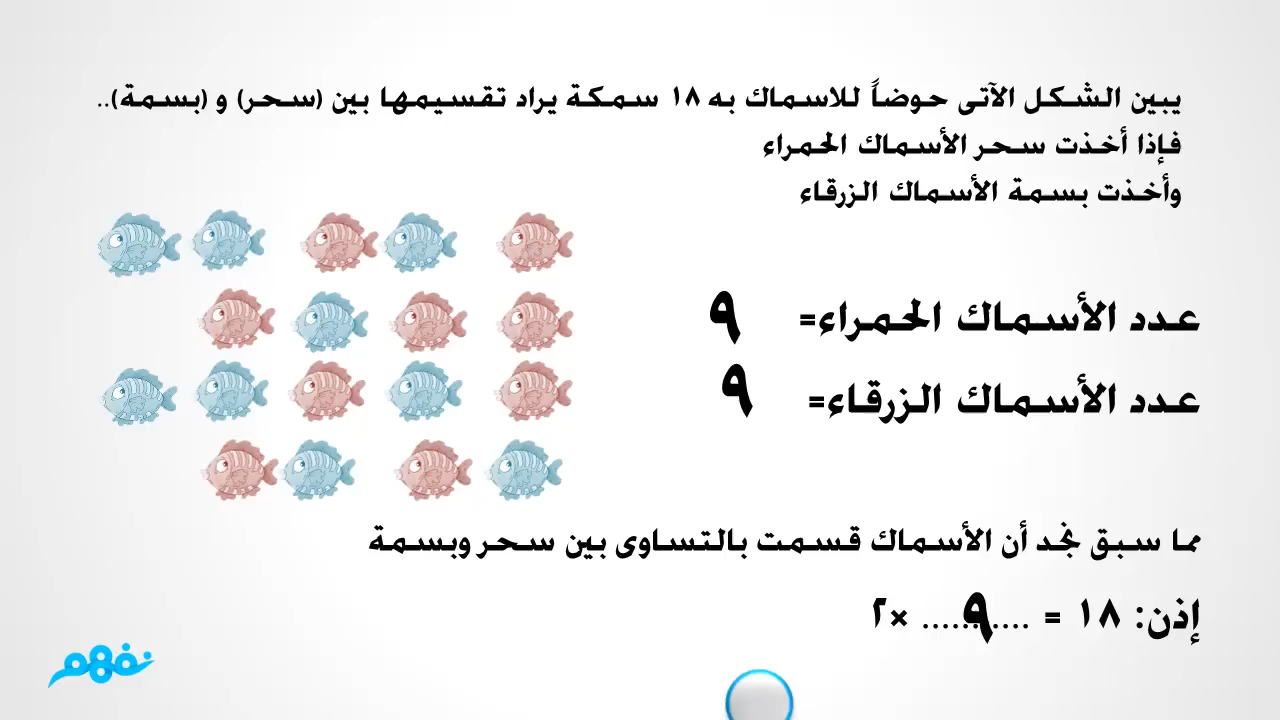 يبين الشكل الآتى حوضاً للاسماك به ١٨ سمكة يراد تقسيمها بين (سحر) و (بسمة)..
فإذا أخذت سحر الأسماك الحمراء
وأخذت بسمة الأسماك الزرقاء
عدد الأسماك الحمراء= ٩
عدد الأسماك الزرقاء= ٩
مما سبق نجد أن الأسماك قسمت بالتساوى بين سحر وبسمة
إذن: ١٨ = ....٩.... ×٢
نفهم